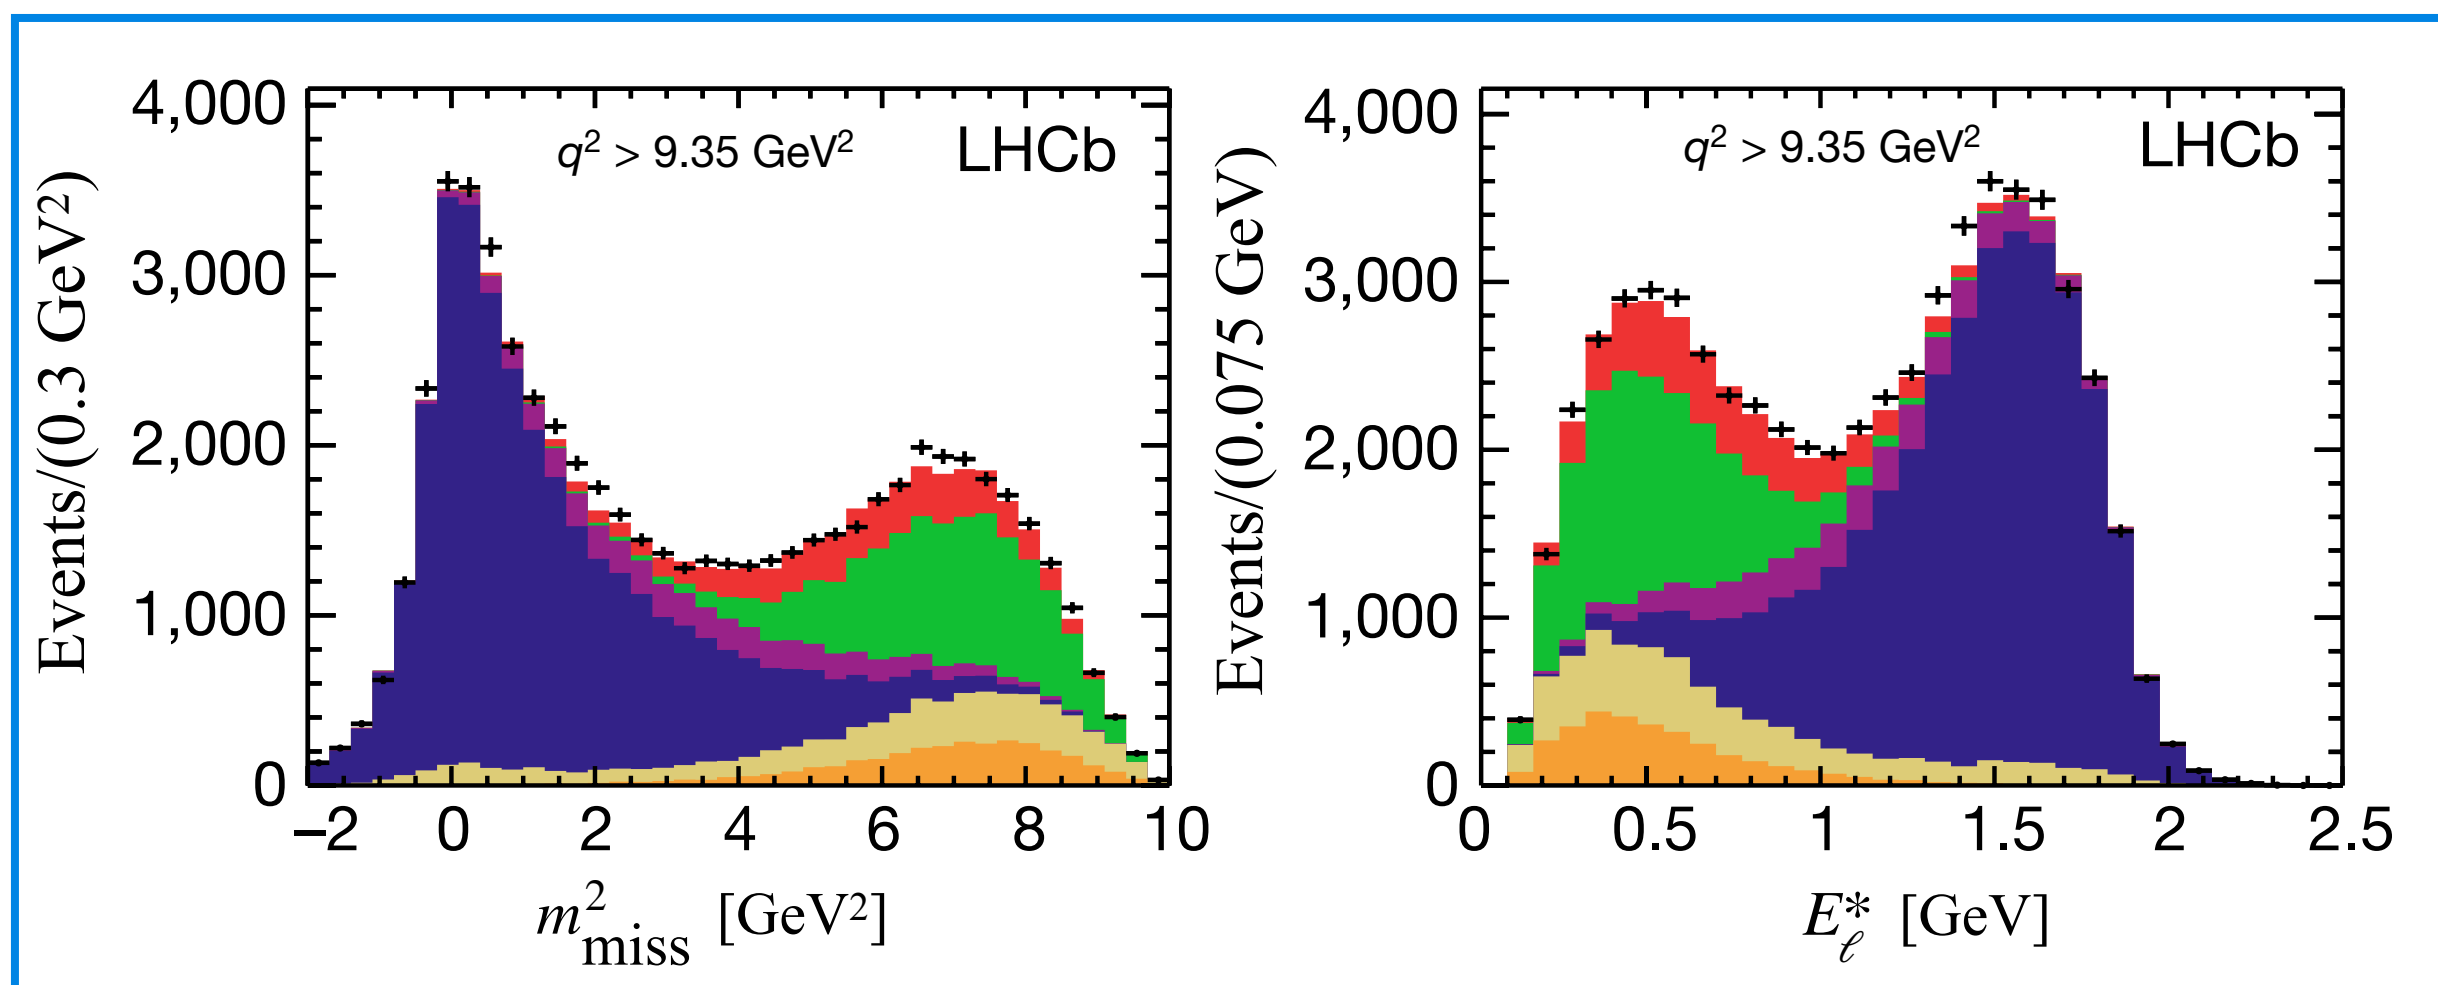 Events/(0.3 GeV²)
4,000
3,000
2,000
1,000
0
q² > 9.35 GeV²
LHCb
−2 0 2 4 6 8 10
m²miss [GeV²]
Events/(0.075 GeV)
4,000
3,000
2,000
1,000
0
q² > 9.35 GeV²
LHCb
0 0.5 1 1.5 2 2.5
E*ℓ [GeV]